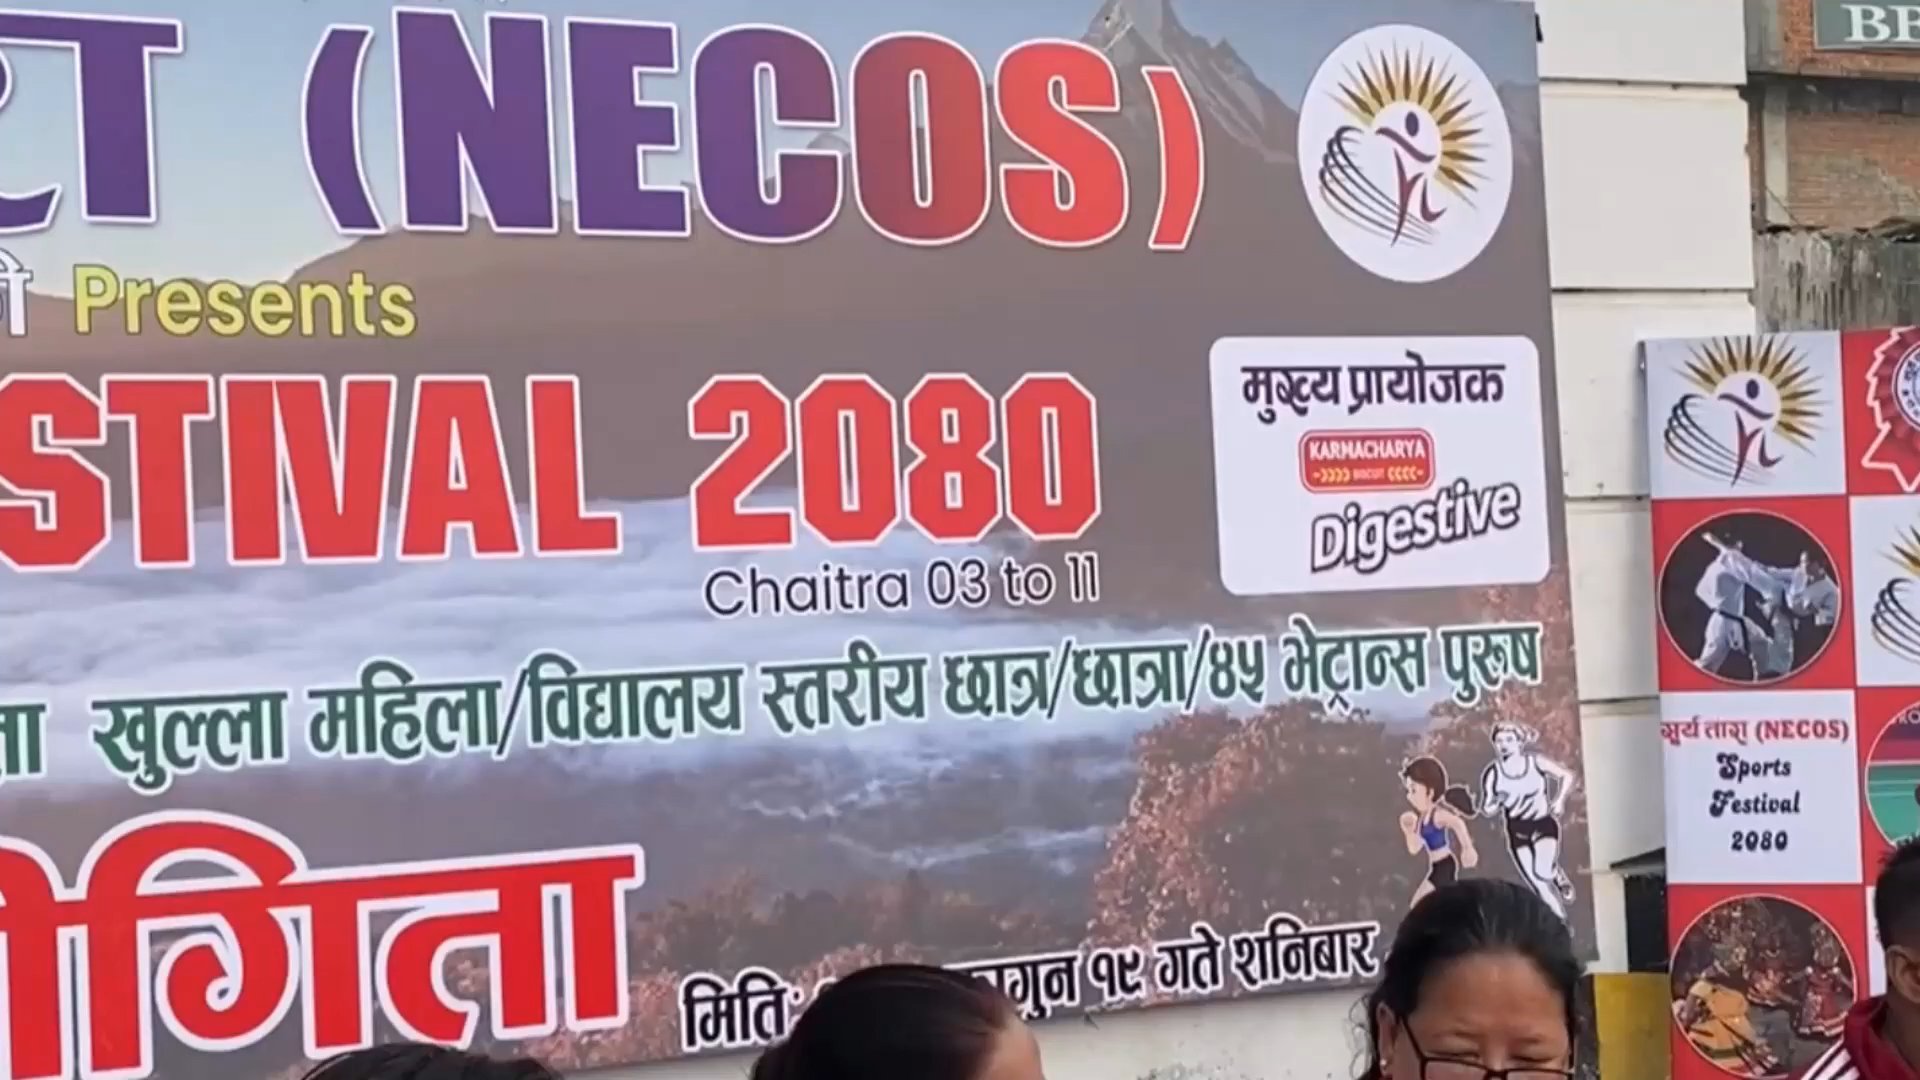 (NECOS)
Presents
STIVAL 2080
Chaitra 03 to 11
मुख्य प्रायोजक
KARMACHARYA
BISCUIT
Digestive
खुल्ला महिला/विद्यालय स्तरीय छात्र/छात्रा/४५ भेट्रान्स पुरूष
गिता
मितिः
गुन १९ गते शनिबार
सूर्य तारा (NECOS)
Sports
Festival
2080